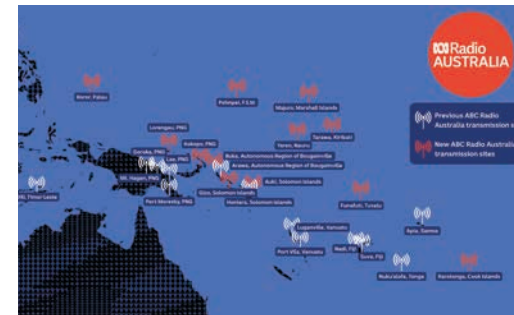 ABC Radio
AUSTRALIA
Previous ABC Radio
Australia transmission s
New ABC Radio Australia
transmission sites
Koror, Palau
Pohnpei, F.S.M
Majuro, Marshall Islands
Tarawa, Kiribati
Yaren, Nauru
Lorengau, PNG
Kokopo, PNG
Goroka, PNG
Lae, PNG
Buka, Autonomous Region of Bougainville
Arawa, Autonomous Region of Bougainville
Mt. Hagen, PNG
Auki, Solomon Islands
Gizo, Solomon Islands
Port Moresby, PNG
Honiara, Solomon Islands
Timor Leste
Funafuti, Tuvalu
Luganville, Vanuatu
Apia, Samoa
Port Vila, Vanuatu
Nadi, Fiji
Suva, Fiji
Nuku'alofa, Tonga
Rarotonga, Cook Islands